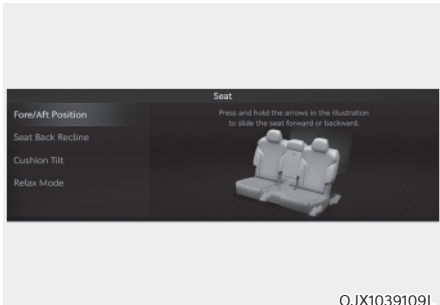 Seat
Fore/Aft Position
Press and hold the arrows in the illustration
to slide the seat forward or backward.
Seat Back Recline
Cushion Tilt
Relax Mode
OJX1039109L